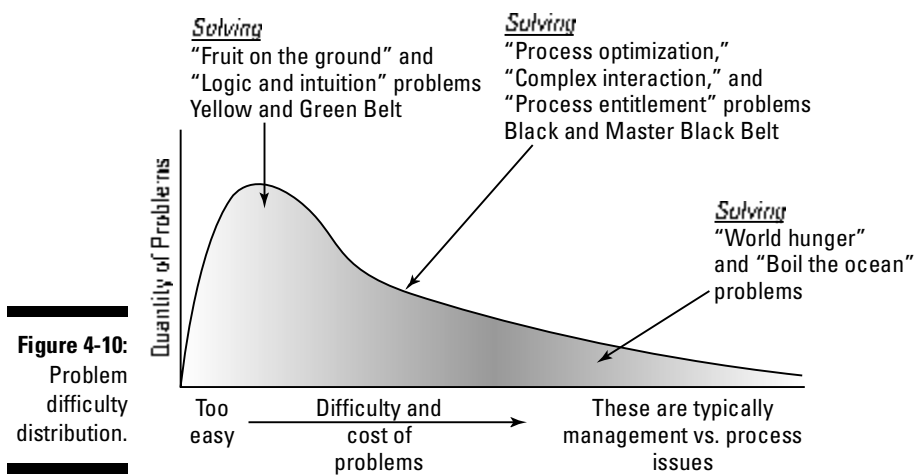 Solving
“Fruit on the ground” and
“Logic and intuition” problems
Yellow and Green Belt
Solving
“Process optimization,”
“Complex interaction,” and
“Process entitlement” problems
Black and Master Black Belt
Solving
“World hunger”
and “Boil the ocean”
problems
Quantity of Problems
Figure 4-10:
Problem
difficulty
distribution.
Too
easy
Difficulty and
cost of
problems
These are typically
management vs. process
issues